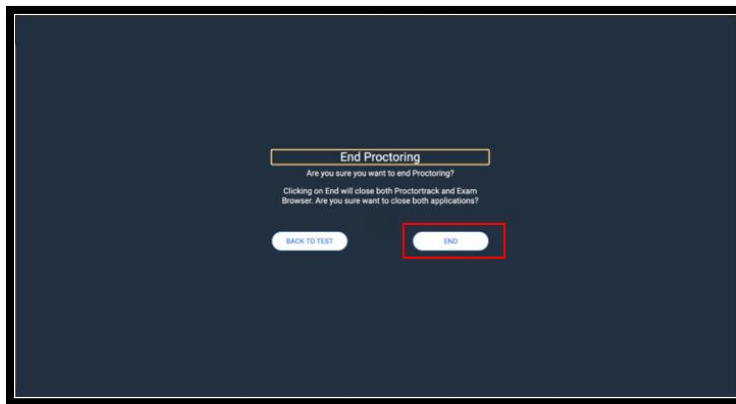 End Proctoring
Are you sure you want to end Proctoring?
Clicking on End will close both Proctortrack and Exam
Browser. Are you sure want to close both applications?
BACK TO TEST
END